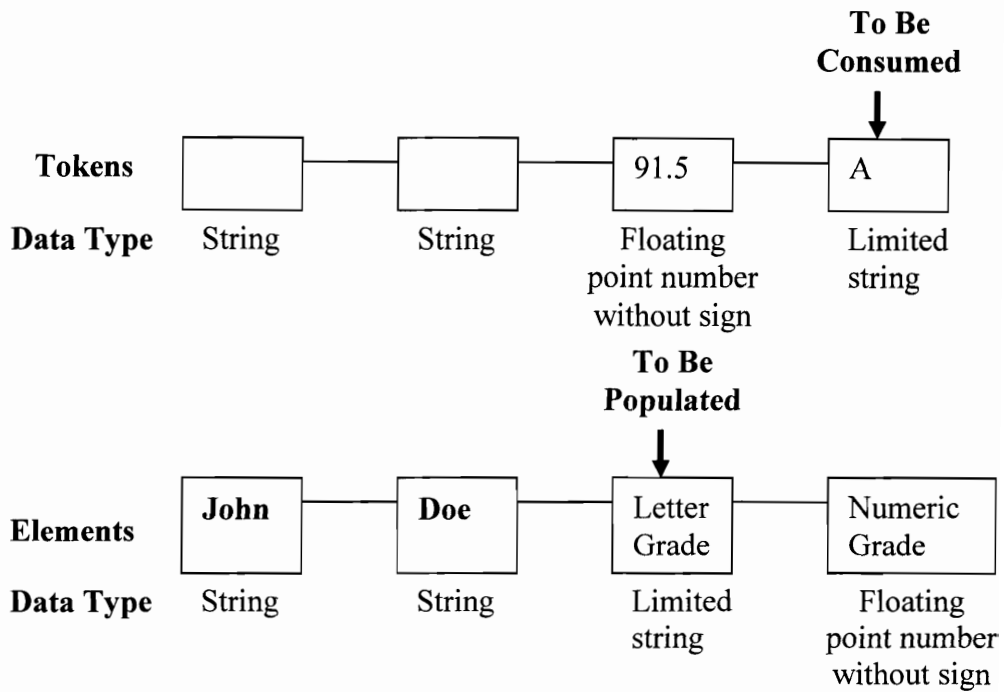 To Be
Consumed
Tokens
91.5
A
Data Type
String
String
Floating
point number
without sign
Limited
string
To Be
Populated
Elements
John
Doe
Letter
Grade
Numeric
Grade
Data Type
String
String
Limited
string
Floating
point number
without sign